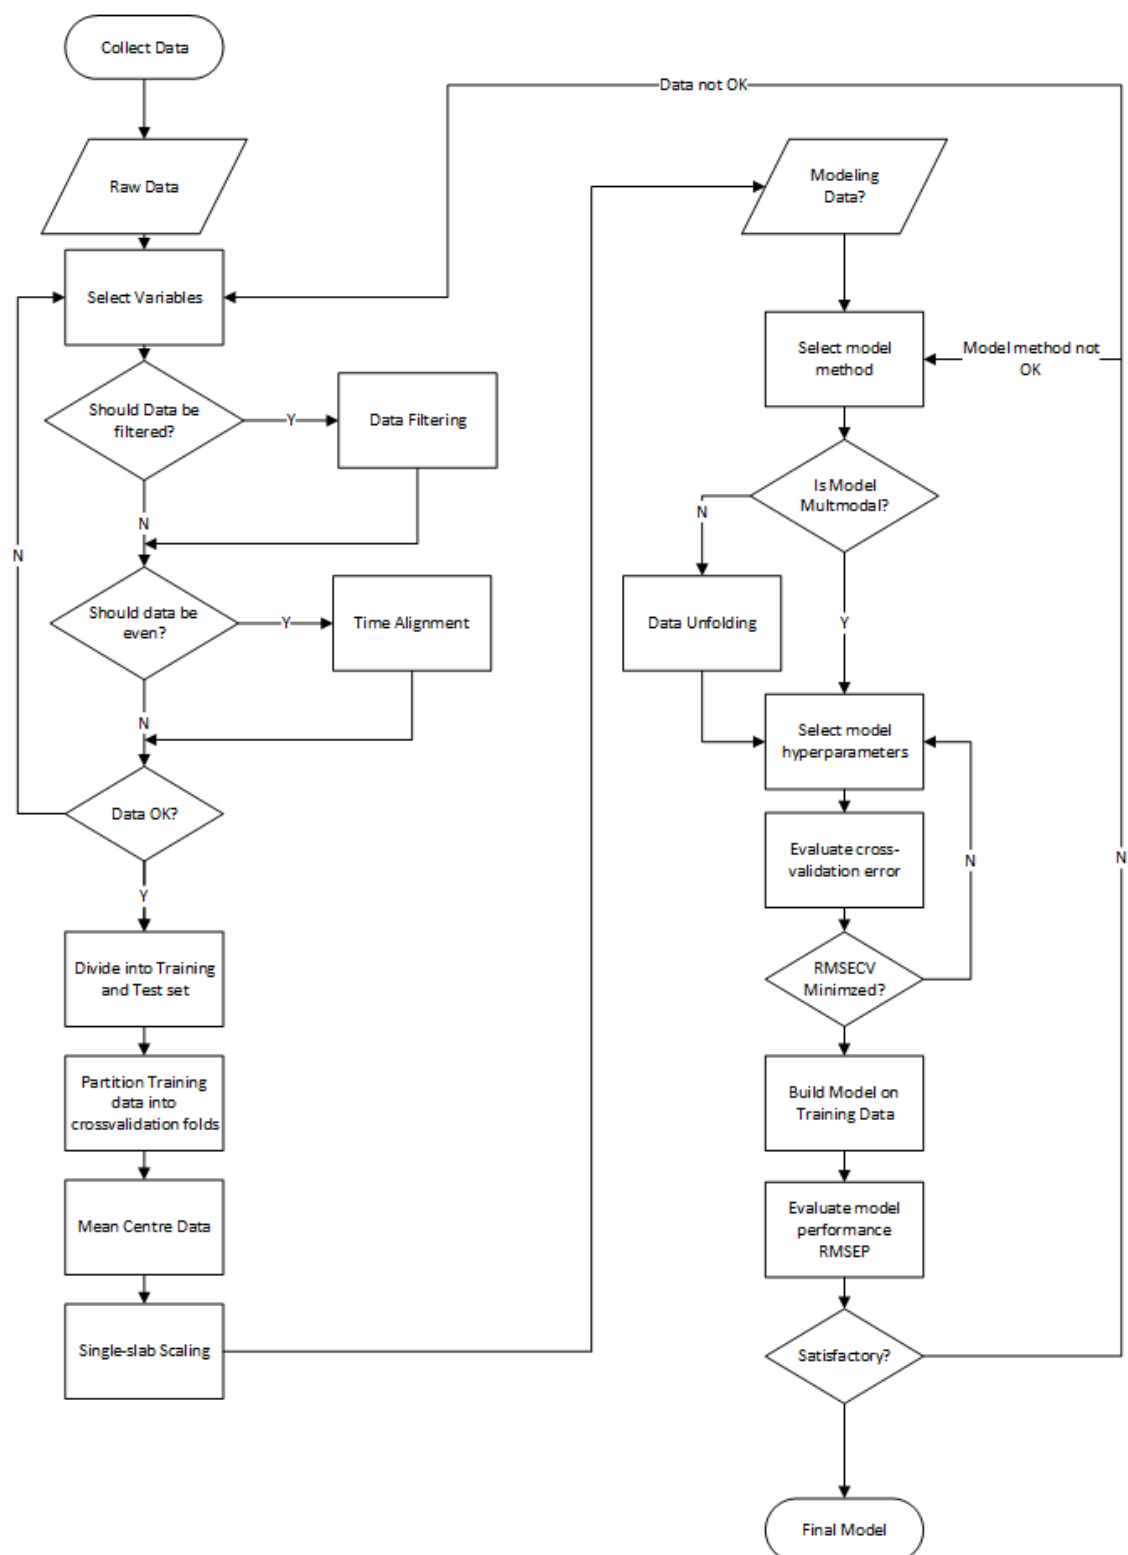 Collect Data
Raw Data
Select Variables
Should Data be
filtered?
Y
Data Filtering
N
Should data be
even?
Y
Time Alignment
N
N
Data OK?
Y
Divide into Training
and Test set
Partition Training
data into
crossvalidation folds
Mean Centre Data
Single-slab Scaling
Data not OK
Modeling
Data?
Select model
method
Model method not
OK
Is Model
Multmodal?
N
Data Unfolding
Y
Select model
hyperparameters
Evaluate cross-
validation error
N
N
RMSECV
Minimzed?
Build Model on
Training Data
Evaluate model
performance
RMSEP
Satisfactory?
Final Model